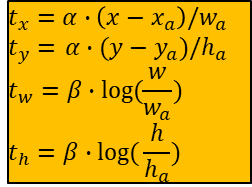 t_x = α · (x − x_a)/w_a
t_y = α · (y − y_a)/h_a
t_w = β · log(w/w_a)
t_h = β · log(h/h_a)